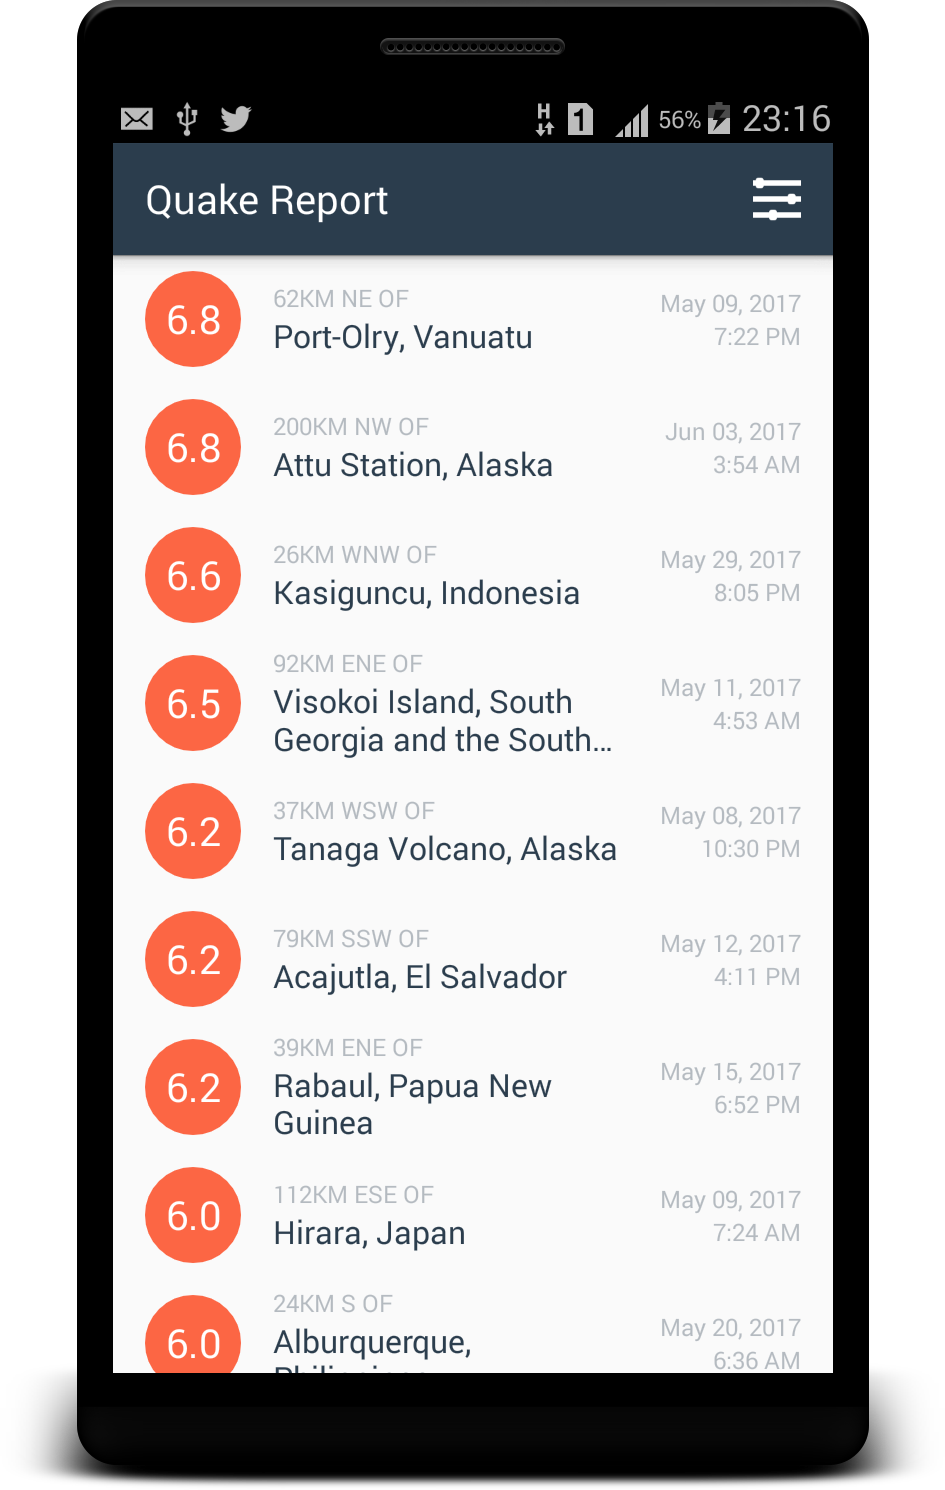 H 1 56% 23:16
Quake Report
6.8
62KM NE OF
Port-Olry, Vanuatu
May 09, 2017
7:22 PM
6.8
200KM NW OF
Attu Station, Alaska
Jun 03, 2017
3:54 AM
6.6
26KM WNW OF
Kasiguncu, Indonesia
May 29, 2017
8:05 PM
6.5
92KM ENE OF
Visokoi Island, South
Georgia and the South...
May 11, 2017
4:53 AM
6.2
37KM WSW OF
Tanaga Volcano, Alaska
May 08, 2017
10:30 PM
6.2
79KM SSW OF
Acajutla, El Salvador
May 12, 2017
4:11 PM
6.2
39KM ENE OF
Rabaul, Papua New
Guinea
May 15, 2017
6:52 PM
6.0
112KM ESE OF
Hirara, Japan
May 09, 2017
7:24 AM
6.0
24KM S OF
Alburquerque,
May 20, 2017
6:36 AM